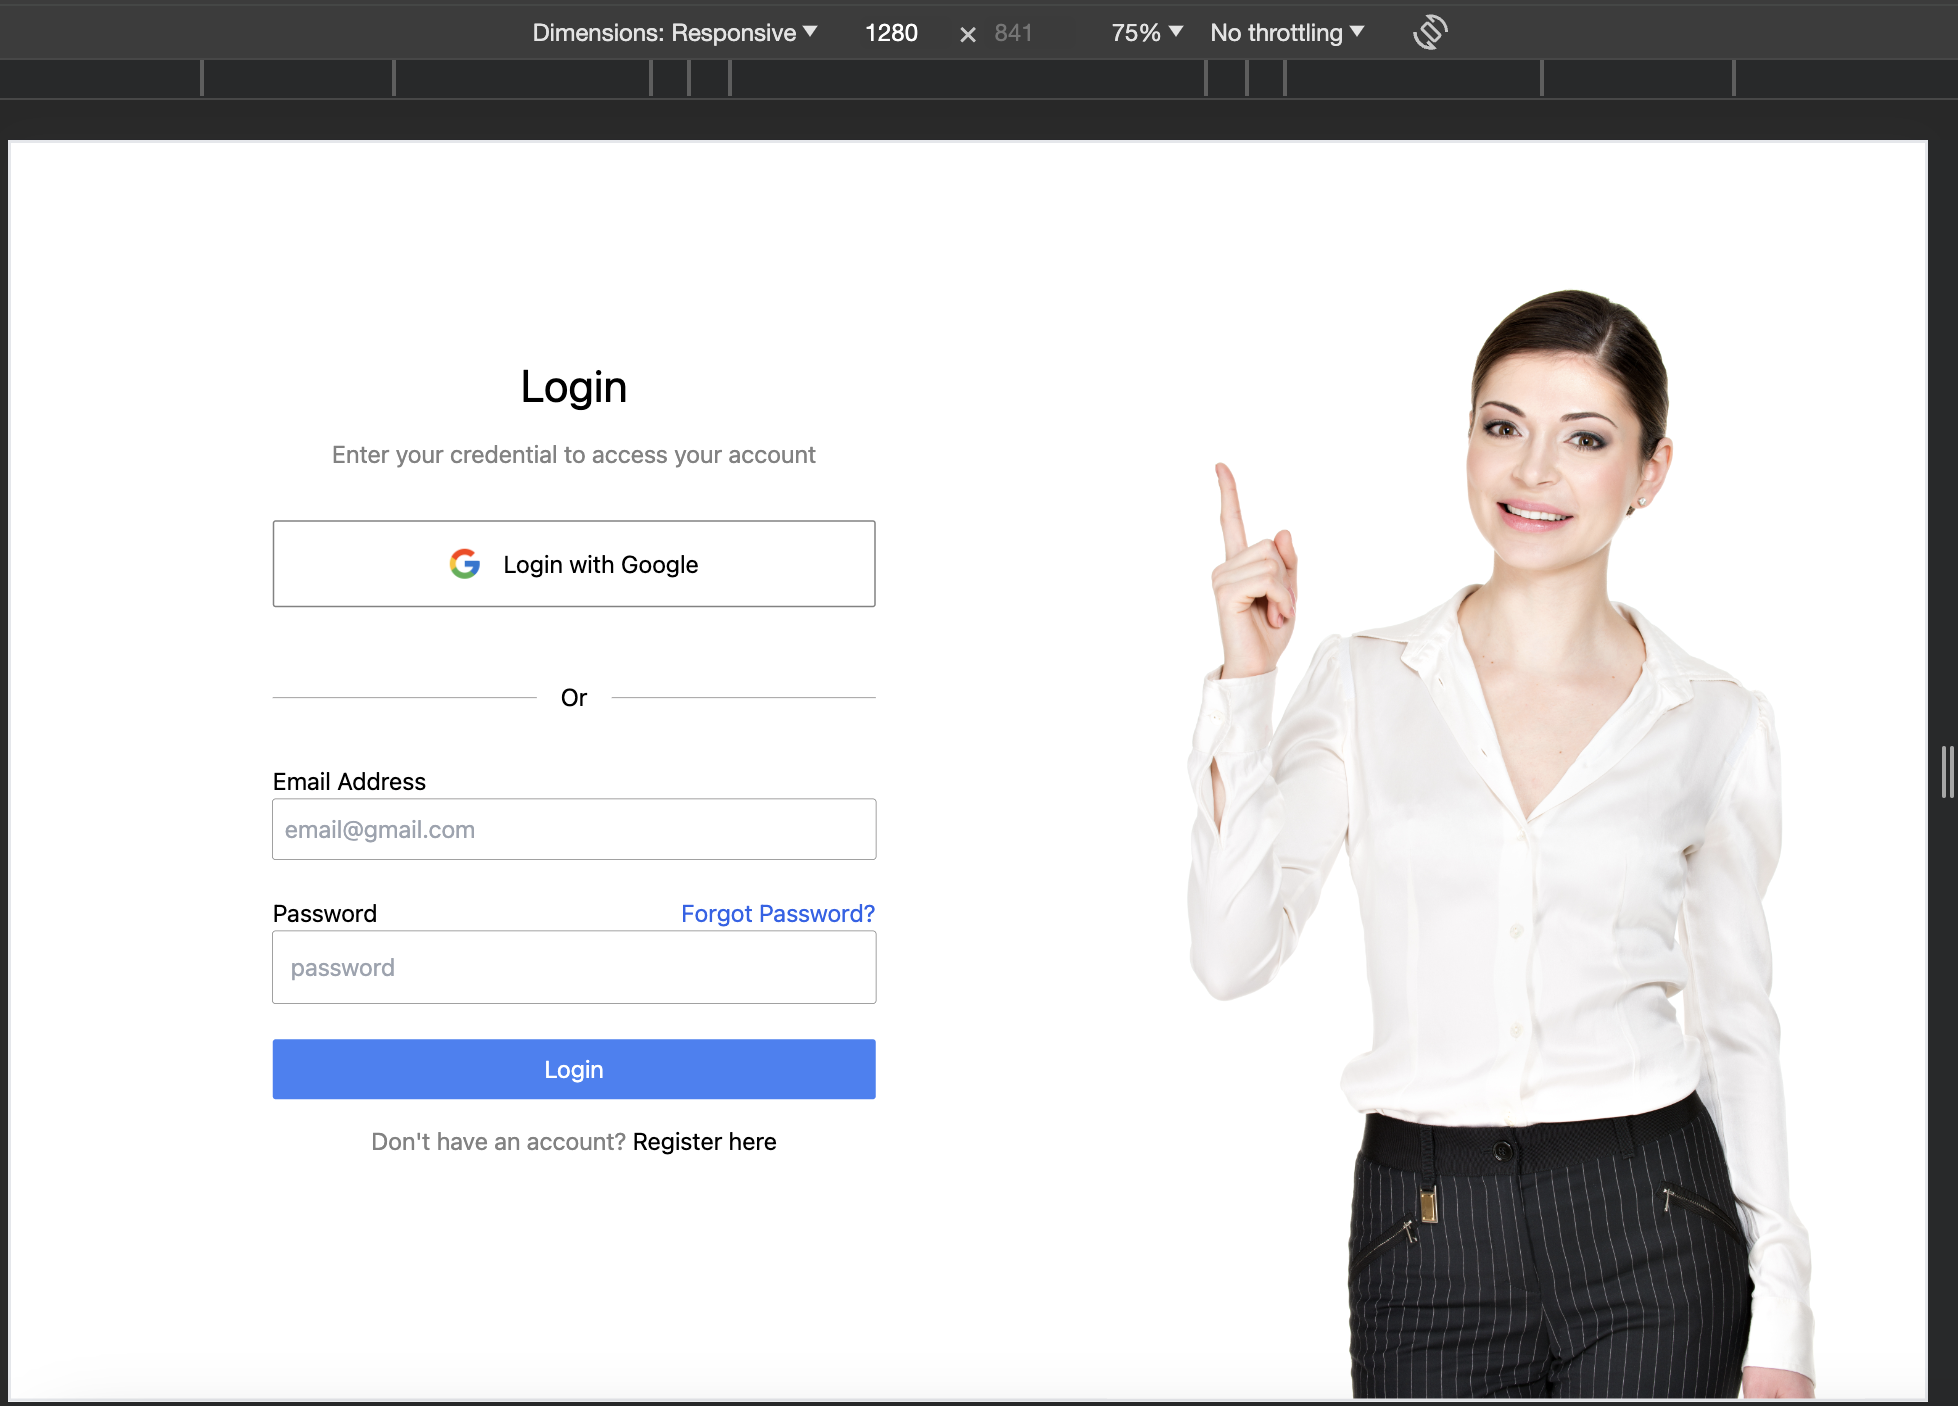 Dimensions: Responsive 1280 × 841 75% No throttling
Login
Enter your credential to access your account
Login with Google
Or
Email Address
email@gmail.com
Password Forgot Password?
password
Login
Don't have an account? Register here